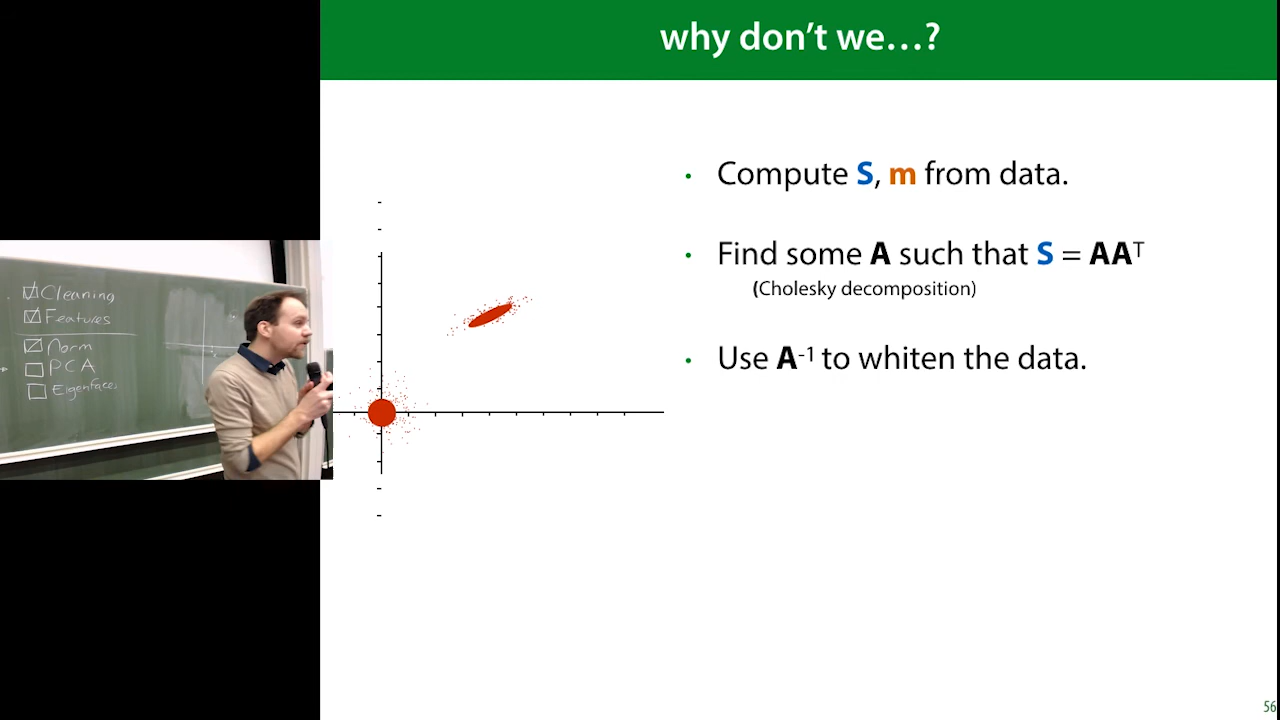 why don’t we…?
• Compute S, m from data.
• Find some A such that S = AAᵀ
(Cholesky decomposition)
• Use A⁻¹ to whiten the data.
Cleaning
Features
Norm
PCA
Eigenfaces
56